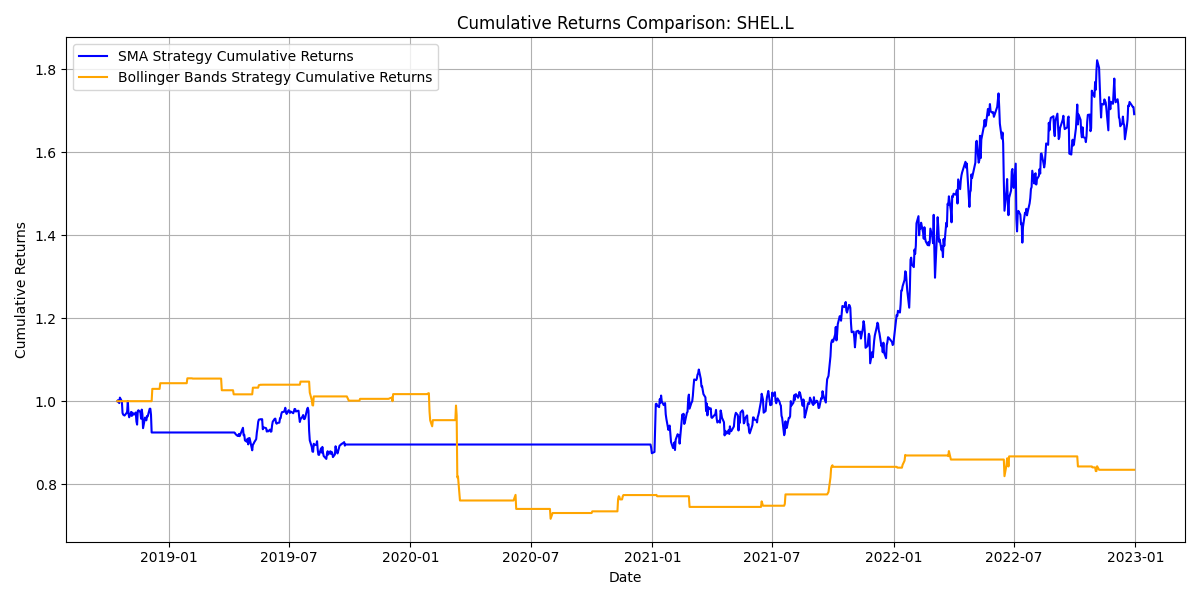 Cumulative Returns Comparison: SHEL.L
SMA Strategy Cumulative Returns
Bollinger Bands Strategy Cumulative Returns
Cumulative Returns
1.8
1.6
1.4
1.2
1.0
0.8
2019-01 2019-07 2020-01 2020-07 2021-01 2021-07 2022-01 2022-07 2023-01
Date